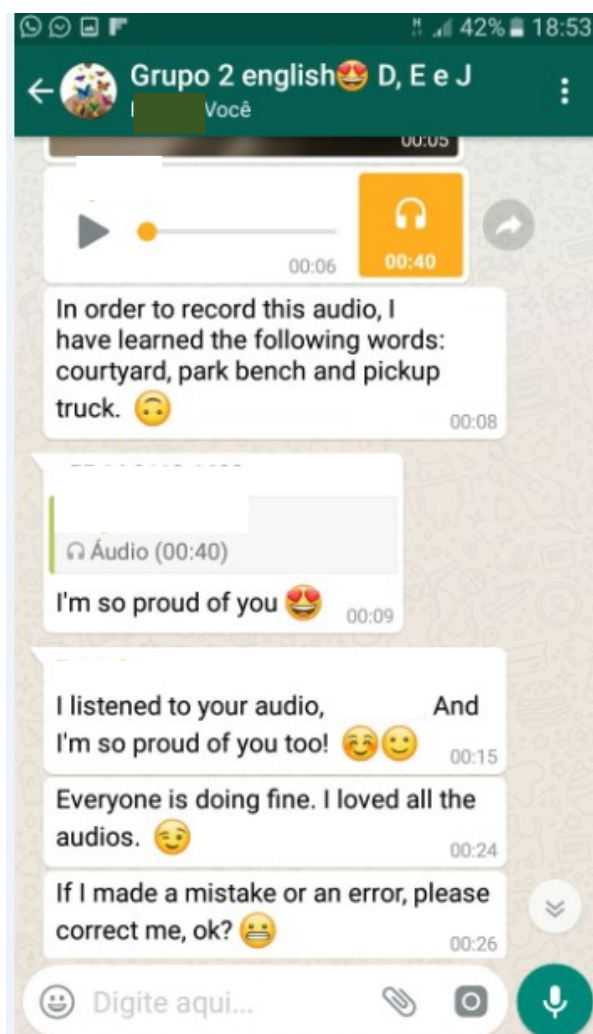 42% 18:53
Grupo 2 english😍 D, E e J
Você
00:05
00:06
00:40
In order to record this audio, I
have learned the following words:
courtyard, park bench and pickup
truck. 🙃
00:08
Áudio (00:40)
I'm so proud of you 😍
00:09
I listened to your audio, And
I'm so proud of you too! ☺️🙂
00:15
Everyone is doing fine. I loved all the
audios. 😉
00:24
If I made a mistake or an error, please
correct me, ok? 😬
00:26
Digite aqui...